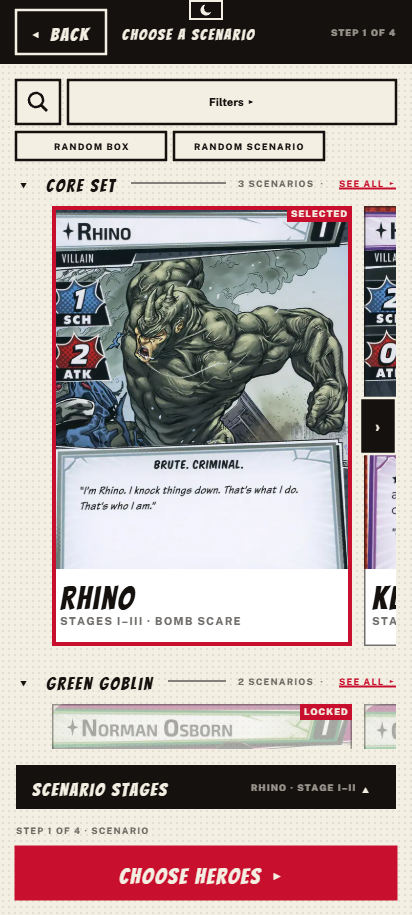 ◂ BACK
CHOOSE A SCENARIO
STEP 1 OF 4
Filters ▸
RANDOM BOX
RANDOM SCENARIO
▾ CORE SET
3 SCENARIOS ·
SEE ALL ▸
SELECTED
RHINO
VILLAIN
1
SCH
2
ATK
BRUTE. CRIMINAL.
"I'm Rhino. I knock things down. That's what I do.
That's who I am."
RHINO
STAGES I–III · BOMB SCARE
›
▾ GREEN GOBLIN
2 SCENARIOS ·
SEE ALL ▸
LOCKED
NORMAN OSBORN
SCENARIO STAGES
RHINO · STAGE I–II ▴
STEP 1 OF 4 · SCENARIO
CHOOSE HEROES ▸